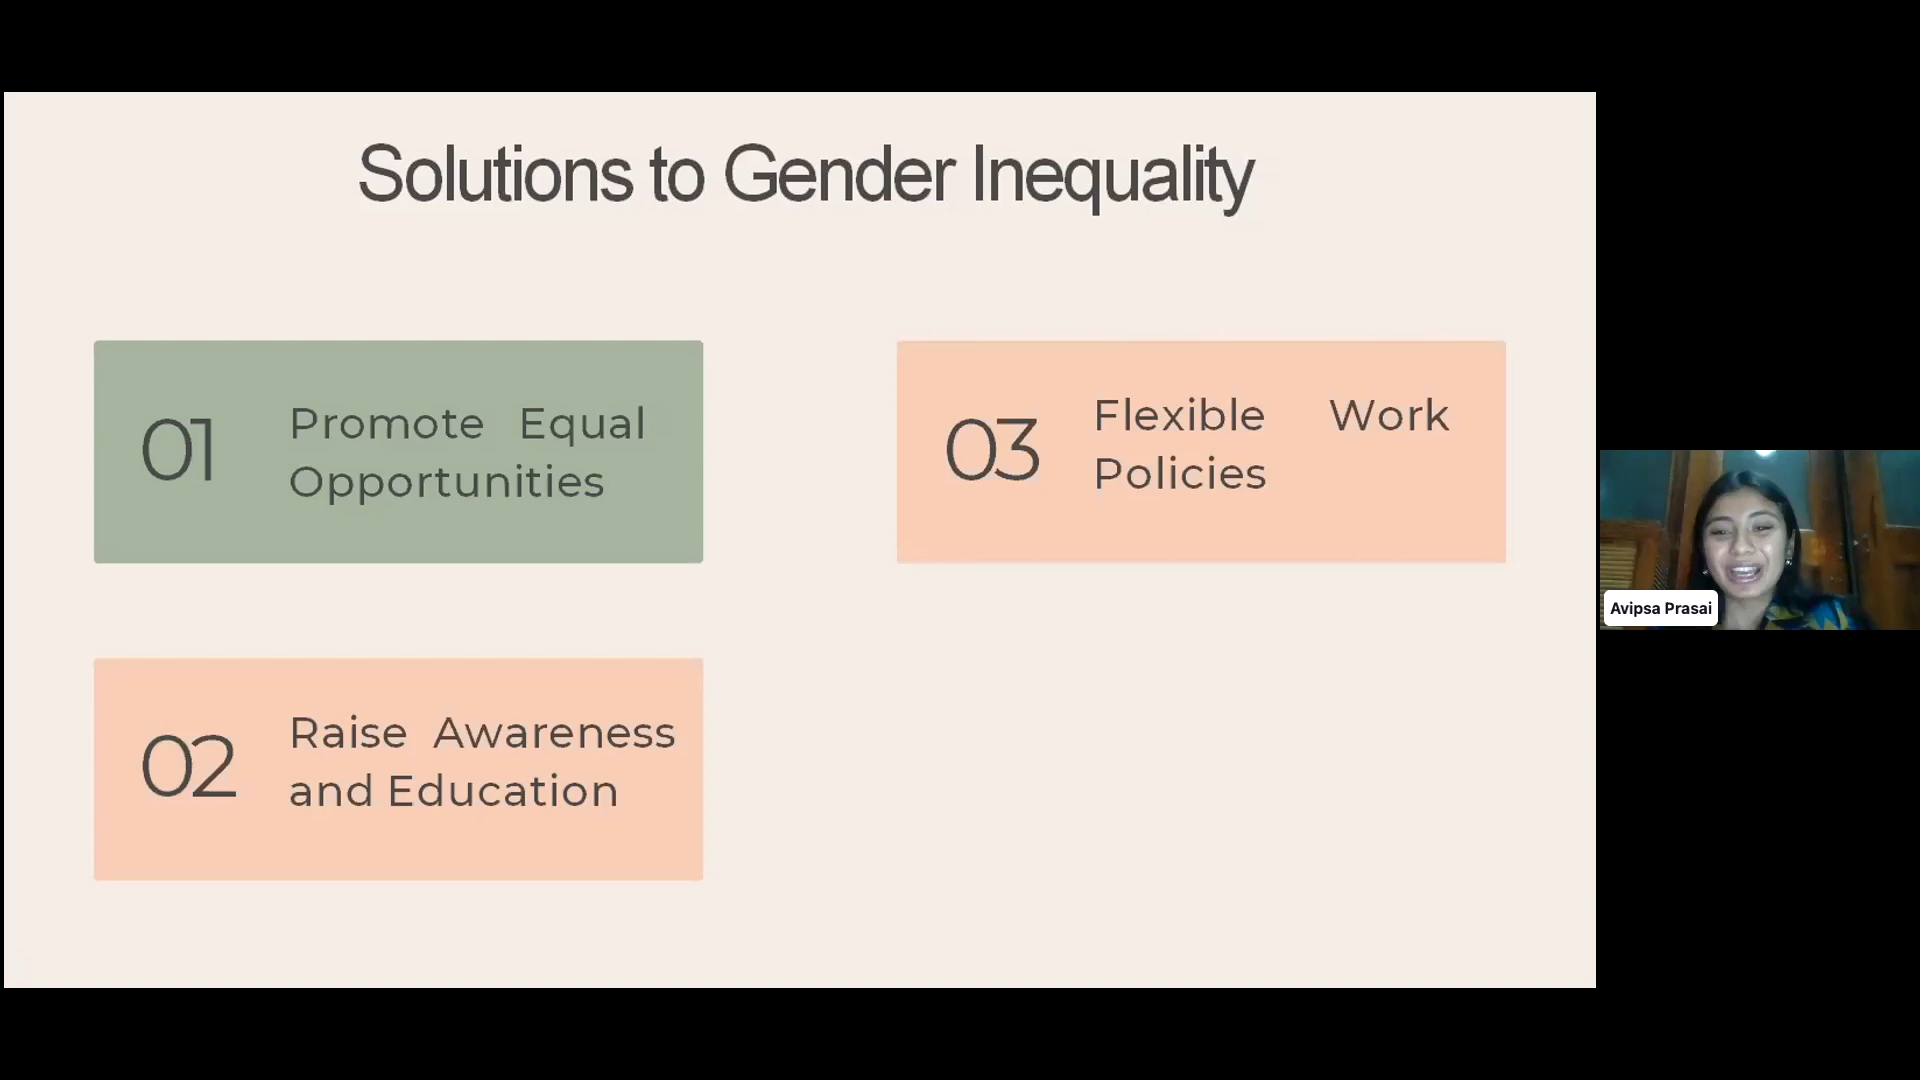 Solutions to Gender Inequality
01
Promote Equal
Opportunities
02
Raise Awareness
and Education
03
Flexible Work
Policies
Avipsa Prasai